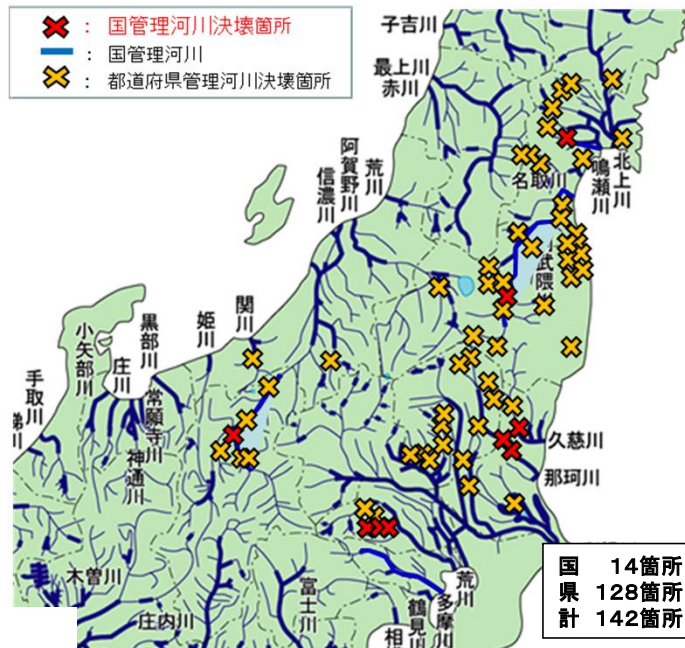 ： 国管理河川決壊箇所
： 国管理河川
： 都道府県管理河川決壊箇所
子吉川
最上川
赤川
荒川
阿賀野川
信濃川
北上川
鳴瀬川
名取川
武隈
関川
姫川
黒部川
小矢部川
庄川
常願寺川
神通川
手取川
久慈川
那珂川
木曽川
庄内川
富士川
荒川
多摩川
鶴見川
相
国 14箇所
県 128箇所
計 142箇所